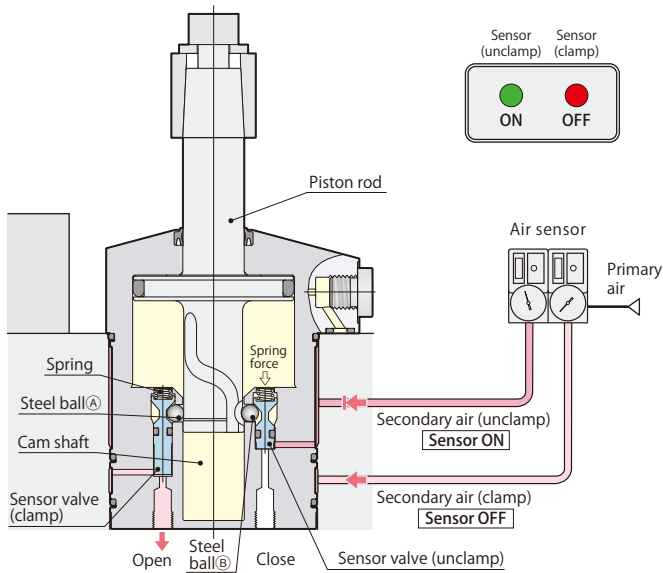 Sensor
(unclamp)
Sensor
(clamp)
ON
OFF
Piston rod
Air sensor
Primary
air
Spring
Spring
force
Steel ballⒶ
Cam shaft
Sensor valve
(clamp)
Secondary air (unclamp)
Sensor ON
Secondary air (clamp)
Sensor OFF
Open
Steel
ballⒷ
Close
Sensor valve (unclamp)